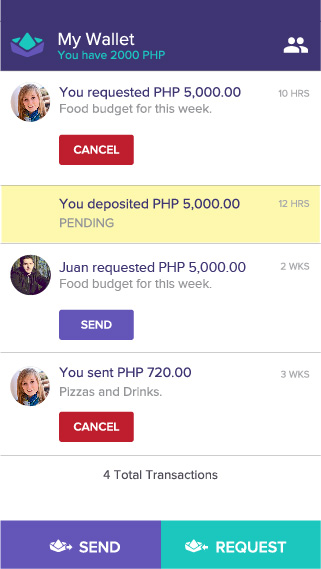 My Wallet
You have 2000 PHP
You requested PHP 5,000.00
10 HRS
Food budget for this week.
CANCEL
You deposited PHP 5,000.00
12 HRS
PENDING
Juan requested PHP 5,000.00
2 WKS
Food budget for this week.
SEND
You sent PHP 720.00
3 WKS
Pizzas and Drinks.
CANCEL
4 Total Transactions
SEND
REQUEST